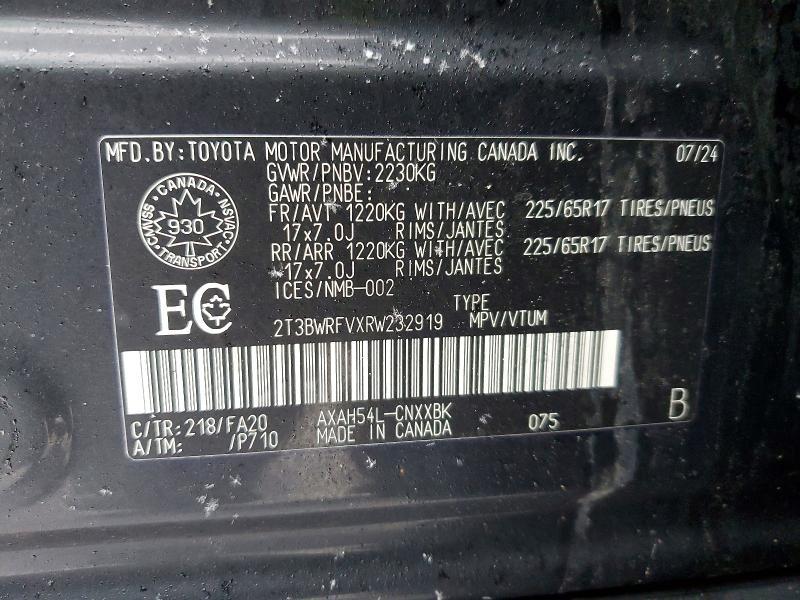 MFD.BY:TOYOTA MOTOR MANUFACTURING CANADA INC. 07/24
GVWR/PNBV:2230KG
GAWR/PNBE:
FR/AVT 1220KG WITH/AVEC 225/65R17 TIRES/PNEUS
17x7.0J RIMS/JANTES
RR/ARR 1220KG WITH/AVEC 225/65R17 TIRES/PNEUS
17x7.0J RIMS/JANTES
ICES/NMB-002
CANADA
CMVSS 930 NSVAC
TRANSPORT
EC
TYPE
2T3BWRFVXRW232919 MPV/VTUM
C/TR:218/FA20 AXAH54L-CNXXBK 075 B
A/TM: /P710 MADE IN CANADA